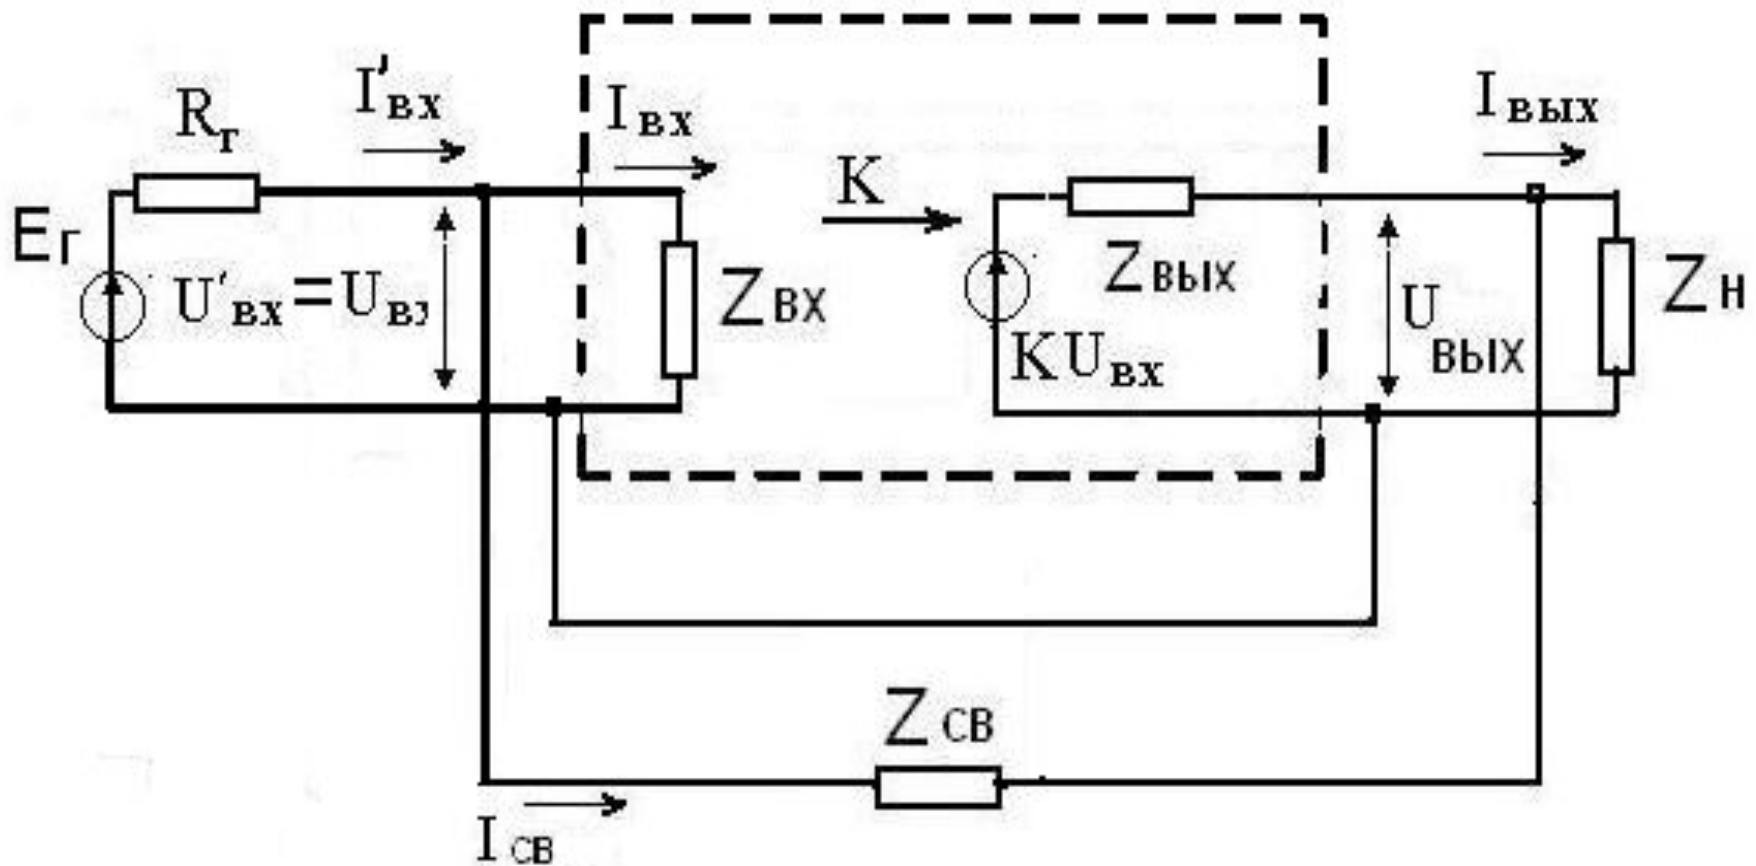 I'вх
Rг
Iвх
Iвых
K
Eг
U'вх=Uвх
Zвх
Zвых
KUвх
Uвых
Zн
Zсв
Iсв